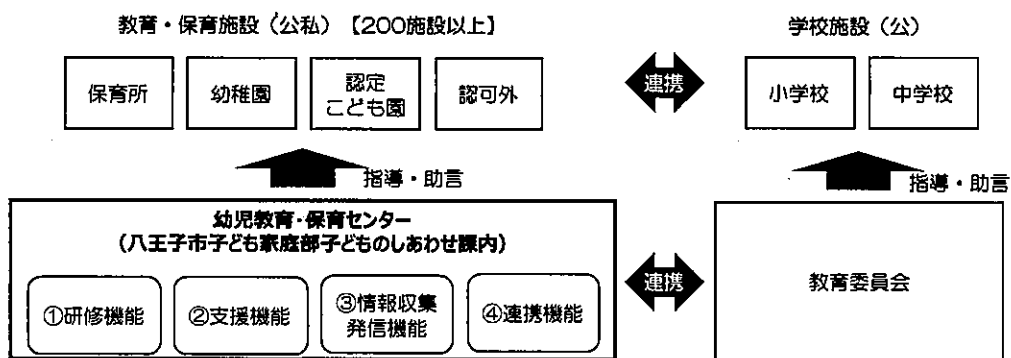 教育・保育施設（公私）【200施設以上】
学校施設（公）
保育所
幼稚園
認定
こども園
認可外
連携
小学校
中学校
指導・助言
指導・助言
幼児教育・保育センター
（八王子市子ども家庭部子どものしあわせ課内）
①研修機能
②支援機能
③情報収集
発信機能
④連携機能
連携
教育委員会